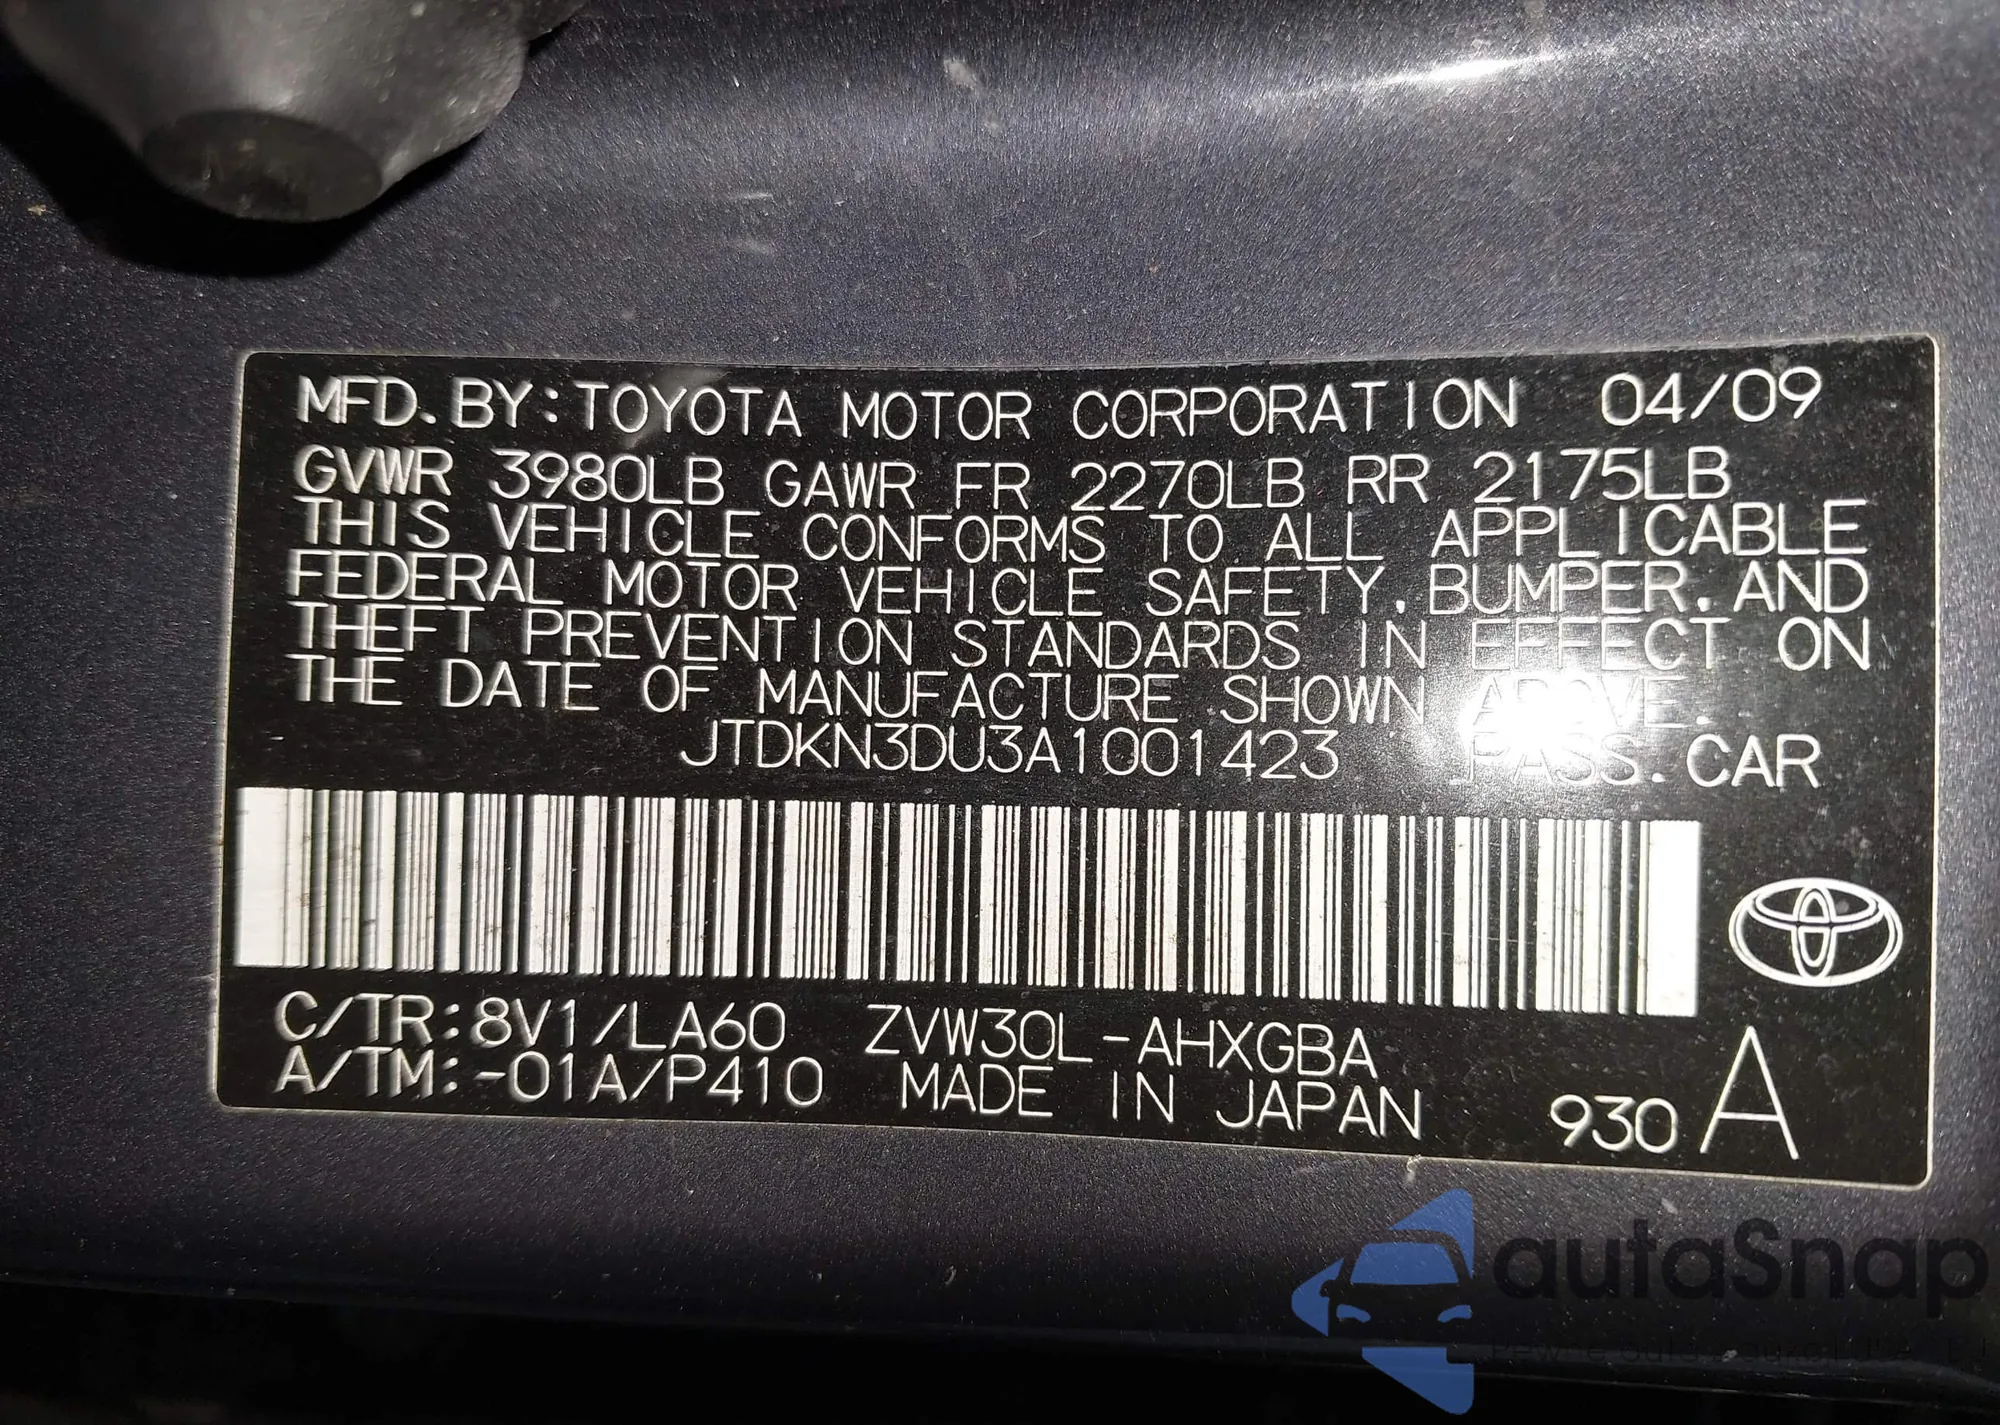 MFD. BY: TOYOTA MOTOR CORPORATION 04/09
GVWR 3980LB GAWR FR 2270LB RR 2175LB
THIS VEHICLE CONFORMS TO ALL APPLICABLE
FEDERAL MOTOR VEHICLE SAFETY, BUMPER, AND
THEFT PREVENTION STANDARDS IN EFFECT ON
THE DATE OF MANUFACTURE SHOWN ABOVE.
JTDKN3DU3A1001423 PASS. CAR
C/TR: 8V1/LA60 ZVW30L-AHXGBA
A/TM: -01A/P410 MADE IN JAPAN 930 A
autaSnap